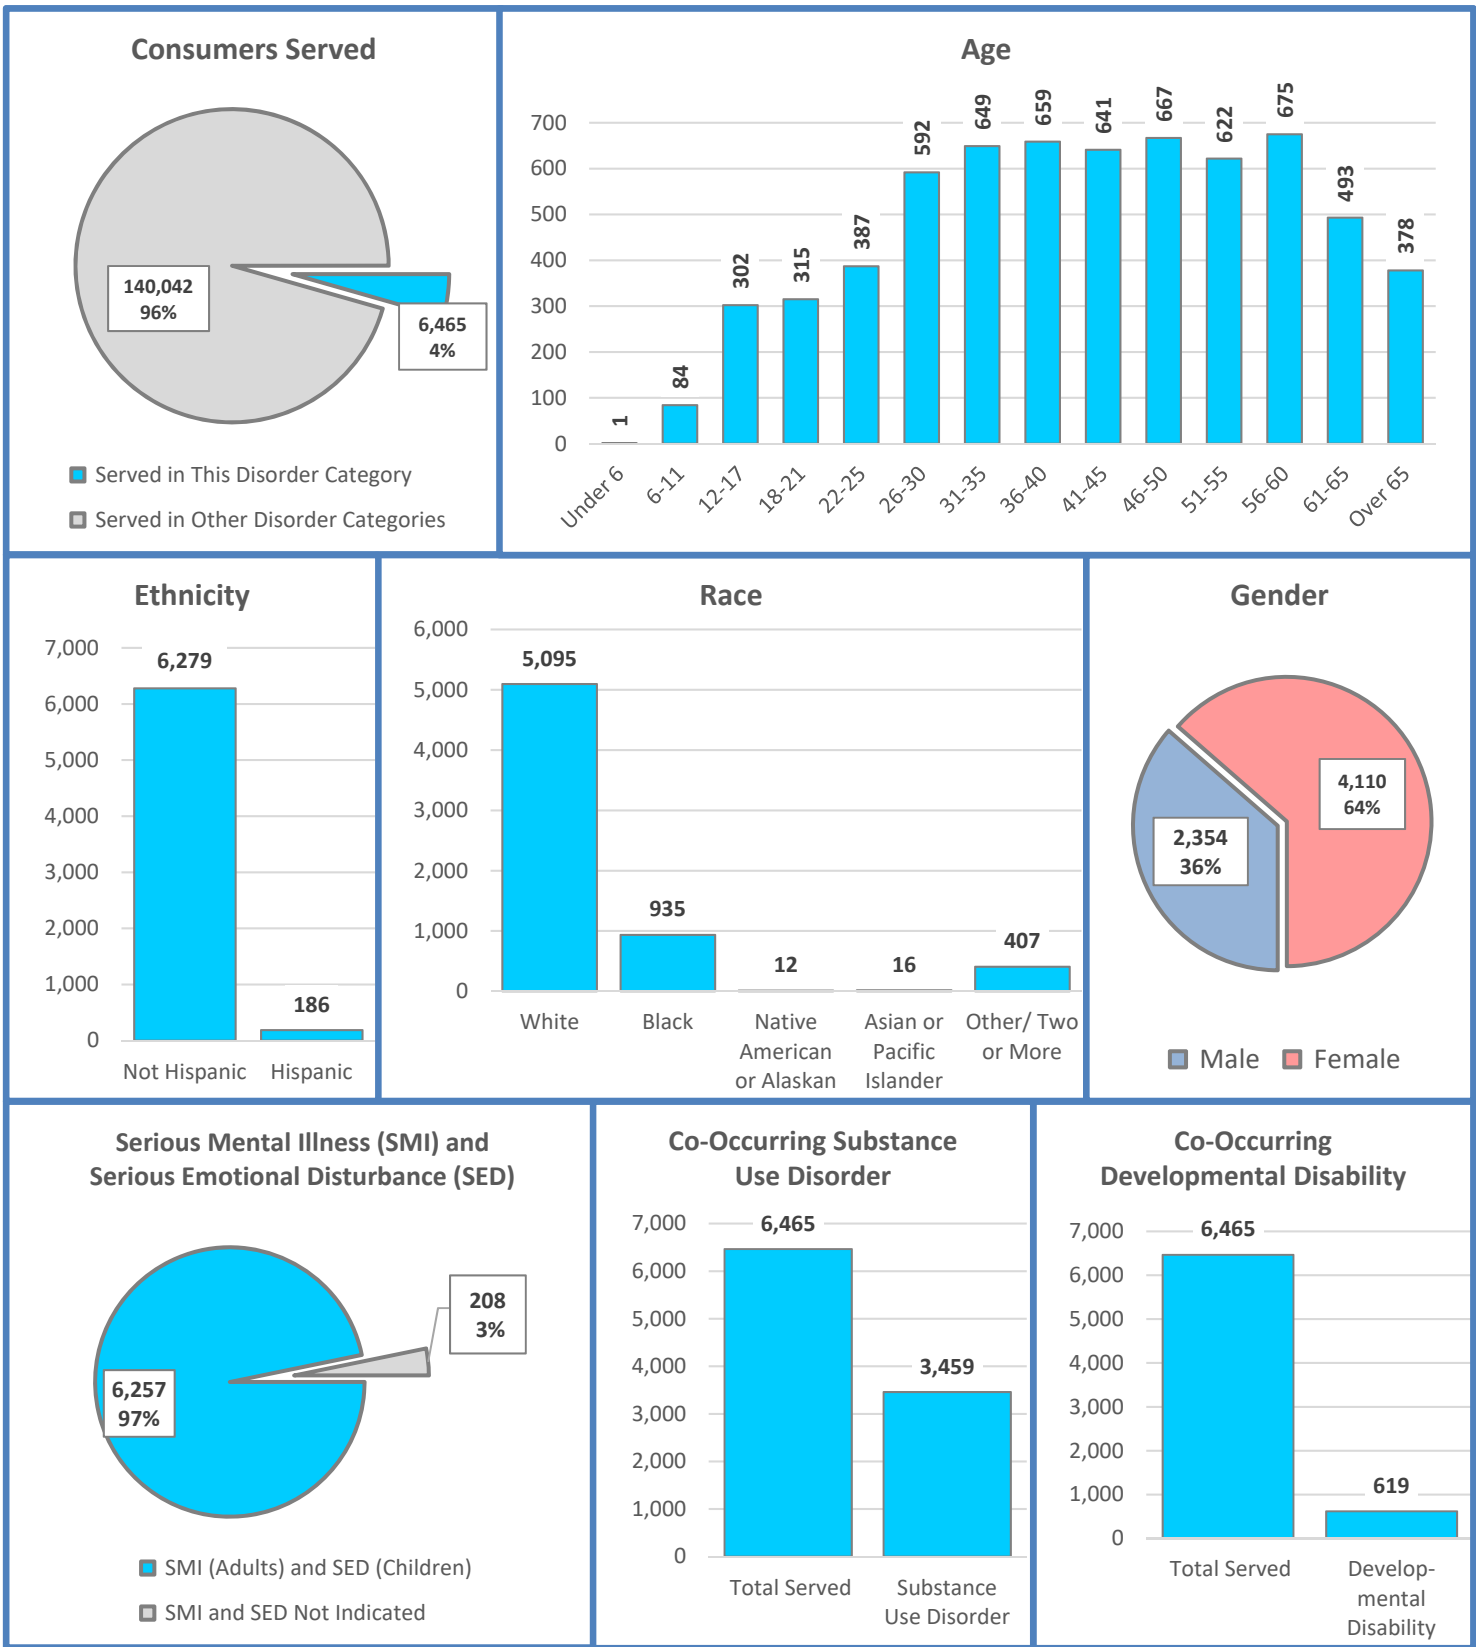 Consumers Served
140,042
96%
6,465
4%
Served in This Disorder Category
Served in Other Disorder Categories
Age
700
600
500
400
300
200
100
0
1
84
302
315
387
592
649
659
641
667
622
675
493
378
Under 6
6-11
12-17
18-21
22-25
26-30
31-35
36-40
41-45
46-50
51-55
56-60
61-65
Over 65
Ethnicity
7,000
6,000
5,000
4,000
3,000
2,000
1,000
0
6,279
186
Not Hispanic
Hispanic
Race
6,000
5,000
4,000
3,000
2,000
1,000
0
5,095
935
12
16
407
White
Black
Native
American
or Alaskan
Asian or
Pacific
Islander
Other/ Two
or More
Gender
4,110
64%
2,354
36%
Male
Female
Serious Mental Illness (SMI) and
Serious Emotional Disturbance (SED)
208
3%
6,257
97%
SMI (Adults) and SED (Children)
SMI and SED Not Indicated
Co-Occurring Substance
Use Disorder
7,000
6,000
5,000
4,000
3,000
2,000
1,000
0
6,465
3,459
Total Served
Substance
Use Disorder
Co-Occurring
Developmental Disability
7,000
6,000
5,000
4,000
3,000
2,000
1,000
0
6,465
619
Total Served
Develop-
mental
Disability